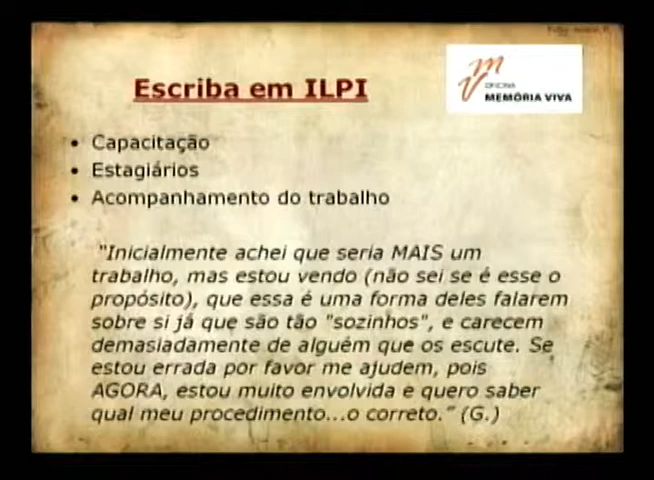 Escriba em ILPI
OFICINA
MEMÓRIA VIVA
• Capacitação
• Estagiários
• Acompanhamento do trabalho
"Inicialmente achei que seria MAIS um
trabalho, mas estou vendo (não sei se é esse o
propósito), que essa é uma forma deles falarem
sobre si já que são tão "sozinhos", e carecem
demasiadamente de alguém que os escute. Se
estou errada por favor me ajudem, pois
AGORA, estou muito envolvida e quero saber
qual meu procedimento...o correto." (G.)